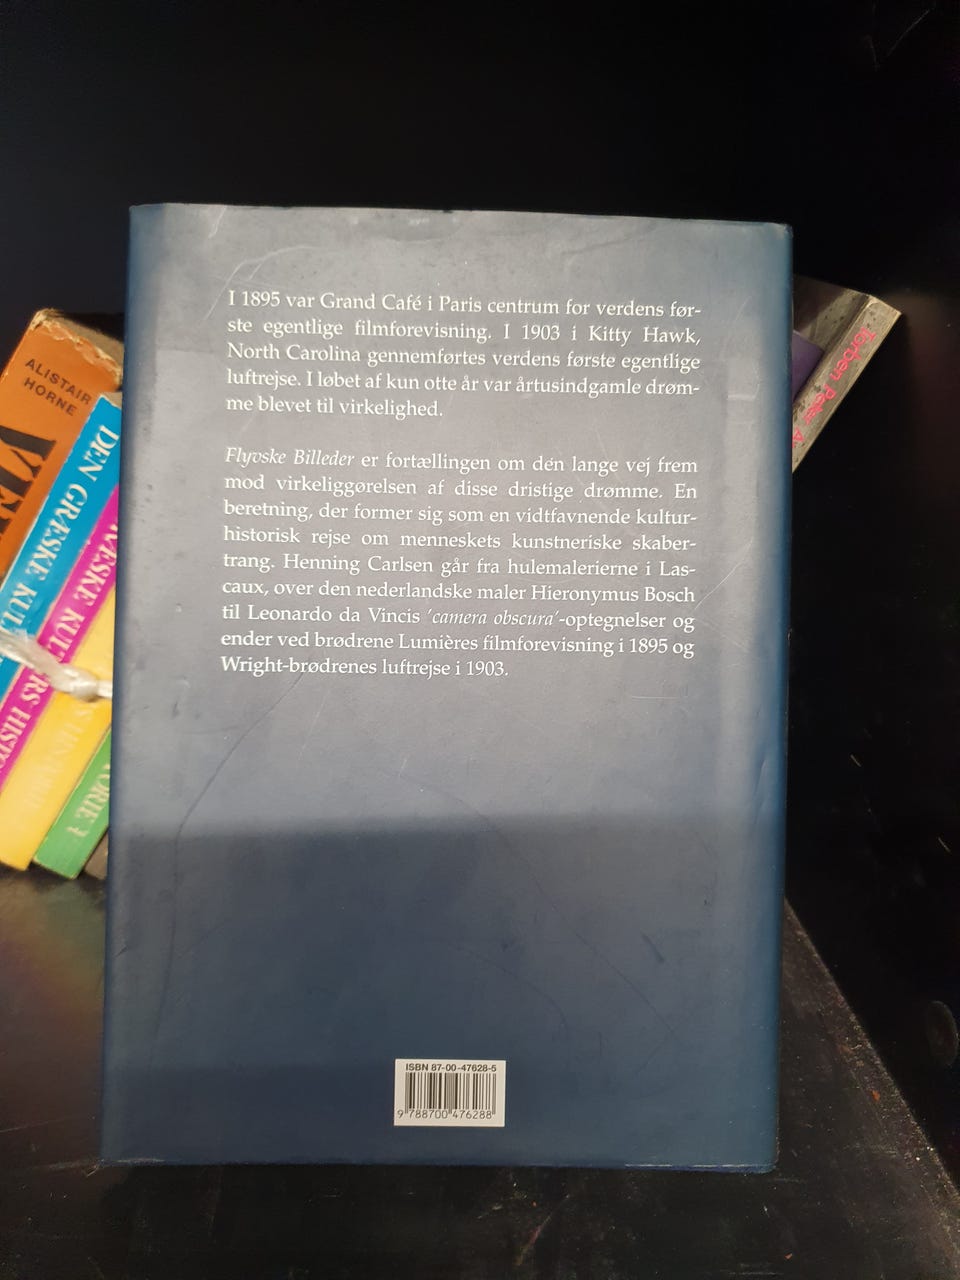 I 1895 var Grand Café i Paris centrum for verdens før-
ste egentlige filmforevisning. I 1903 i Kitty Hawk,
North Carolina gennemførtes verdens første egentlige
luftrejse. I løbet af kun otte år var årtusindgamle drøm-
me blevet til virkelighed.
Flyvske Billeder er fortællingen om den lange vej frem
mod virkeliggørelsen af disse dristige drømme. En
beretning, der former sig som en vidtfavnende kultur-
historisk rejse om menneskets kunstneriske skaber-
trang. Henning Carlsen går fra hulemalerierne i Las-
caux, over den nederlandske maler Hieronymus Bosch
til Leonardo da Vincis 'camera obscura'-optegnelser og
ender ved brødrene Lumières filmforevisning i 1895 og
Wright-brødrenes luftrejse i 1903.
ISBN 87-00-47628-5
9 788700 476288
ALISTAIR
HORNE
DEN GRÆSKE
Torben